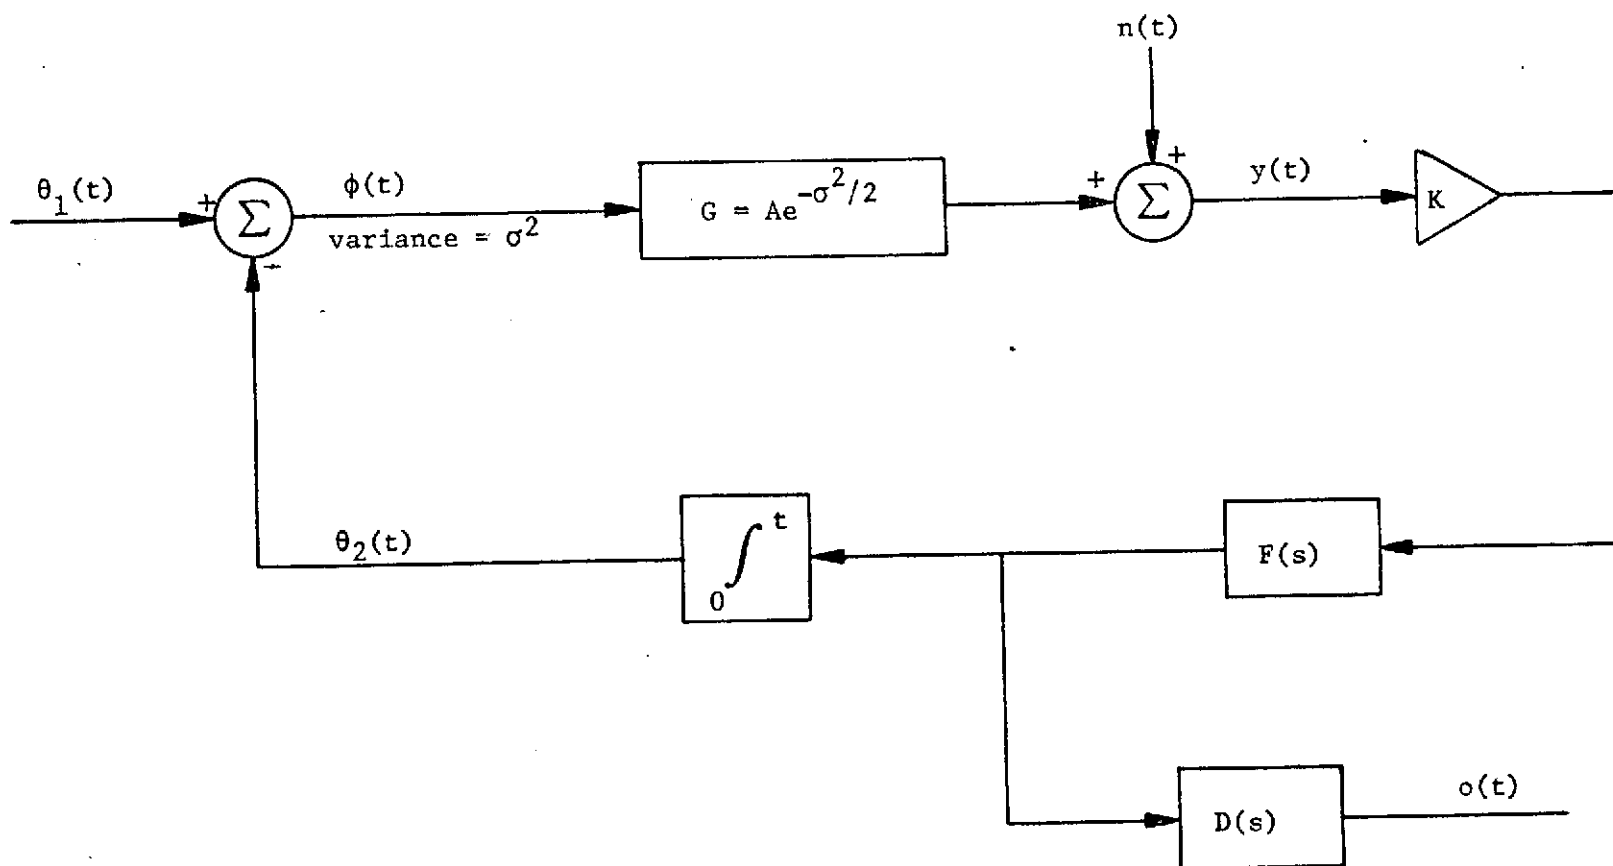 n(t)
θ₁(t)
+
Σ
-
φ(t)
variance = σ²
G = Ae^{-σ²/2}
+
+
Σ
y(t)
K
θ₂(t)
∫
t
0
F(s)
D(s)
o(t)